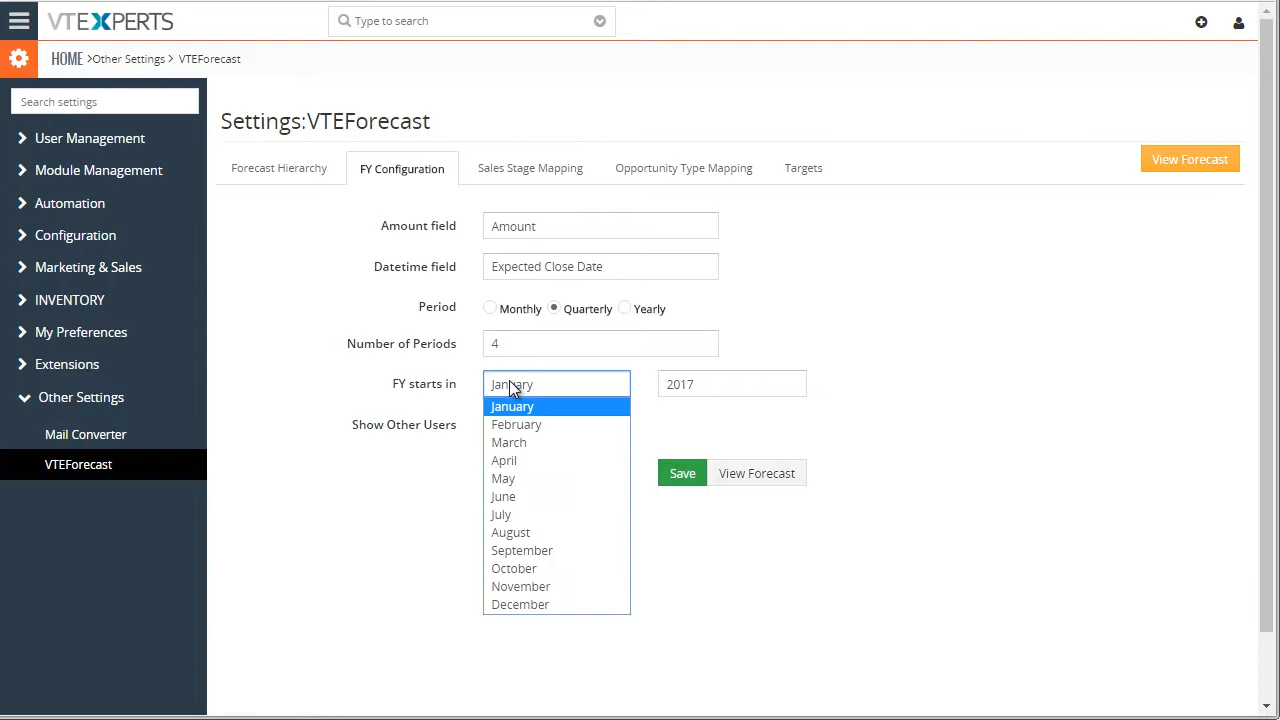 VTEXPERTS
Type to search
HOME >Other Settings > VTEForecast
Search settings
User Management
Module Management
Automation
Configuration
Marketing & Sales
INVENTORY
My Preferences
Extensions
Other Settings
Mail Converter
VTEForecast
Settings:VTEForecast
View Forecast
Forecast Hierarchy
FY Configuration
Sales Stage Mapping
Opportunity Type Mapping
Targets
Amount field
Amount
Datetime field
Expected Close Date
Period
Monthly
Quarterly
Yearly
Number of Periods
4
FY starts in
January
2017
January
February
March
April
May
June
July
August
September
October
November
December
Show Other Users
Save
View Forecast